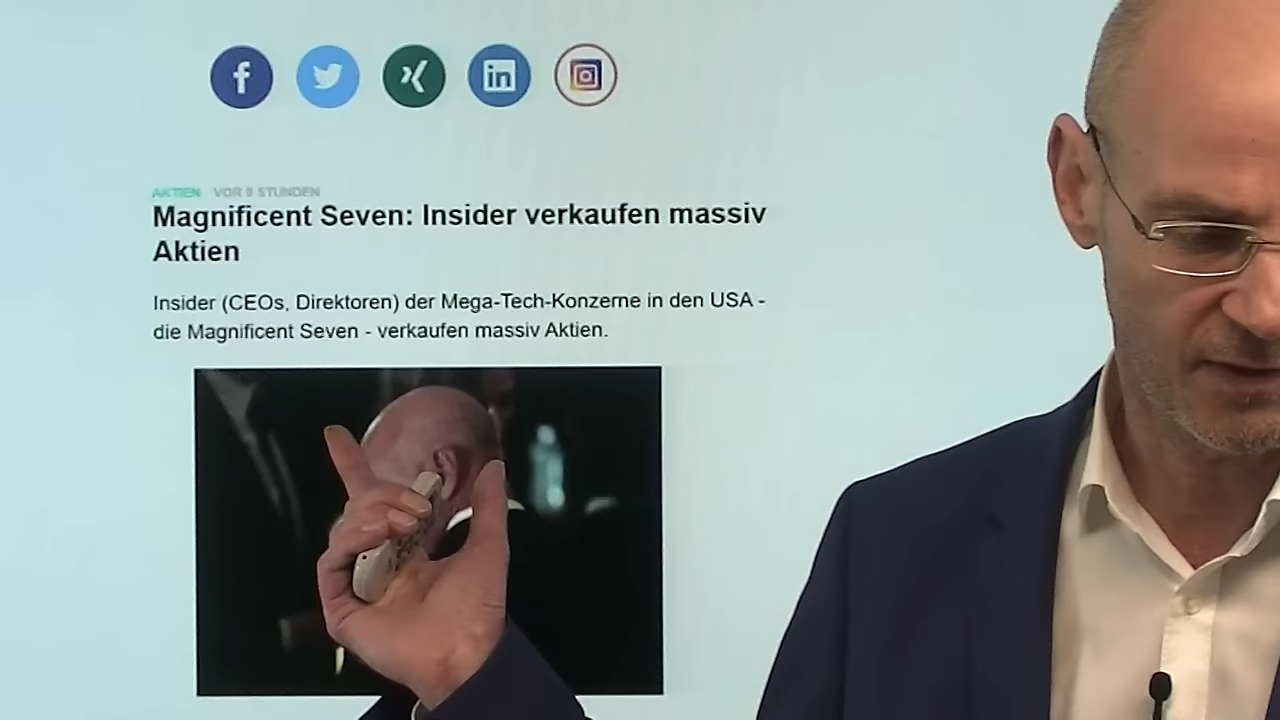 AKTIEN VOR 8 STUNDEN
Magnificent Seven: Insider verkaufen massiv
Aktien
Insider (CEOs, Direktoren) der Mega-Tech-Konzerne in den USA -
die Magnificent Seven - verkaufen massiv Aktien.